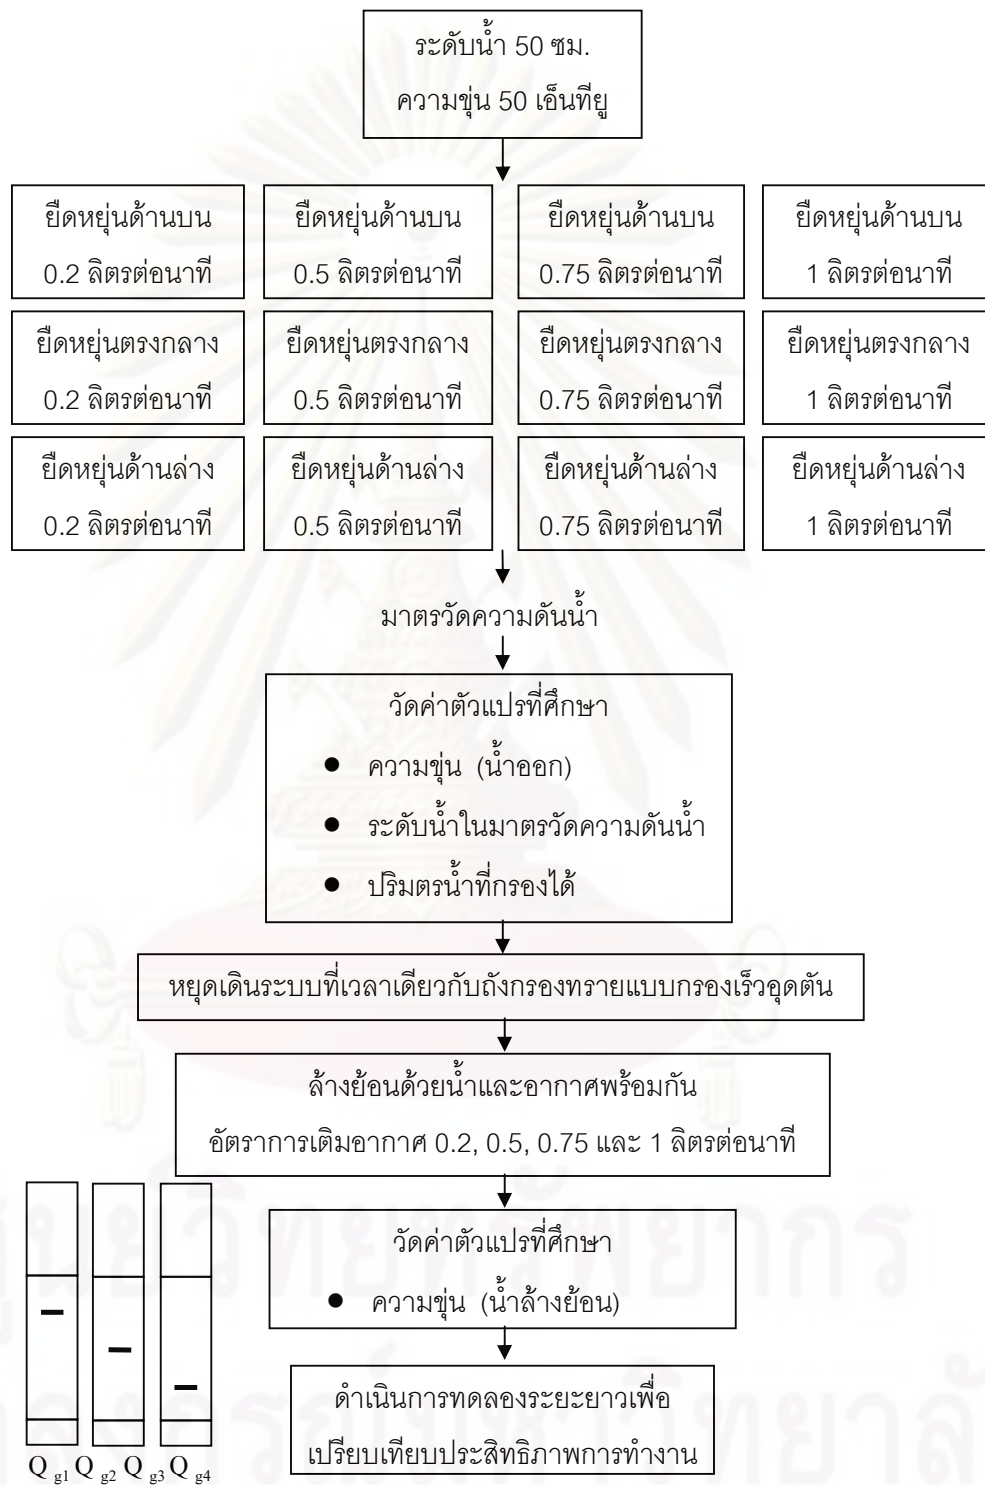 ระดับน้ำ 50 ซม.
ความขุ่น 50 เอ็นทียู
ยืดหยุ่นด้านบน
0.2 ลิตรต่อนาที
ยืดหยุ่นด้านบน
0.5 ลิตรต่อนาที
ยืดหยุ่นด้านบน
0.75 ลิตรต่อนาที
ยืดหยุ่นด้านบน
1 ลิตรต่อนาที
ยืดหยุ่นตรงกลาง
0.2 ลิตรต่อนาที
ยืดหยุ่นตรงกลาง
0.5 ลิตรต่อนาที
ยืดหยุ่นตรงกลาง
0.75 ลิตรต่อนาที
ยืดหยุ่นตรงกลาง
1 ลิตรต่อนาที
ยืดหยุ่นด้านล่าง
0.2 ลิตรต่อนาที
ยืดหยุ่นด้านล่าง
0.5 ลิตรต่อนาที
ยืดหยุ่นด้านล่าง
0.75 ลิตรต่อนาที
ยืดหยุ่นด้านล่าง
1 ลิตรต่อนาที
มาตรวัดความดันน้ำ
วัดค่าตัวแปรที่ศึกษา
● ความขุ่น (น้ำออก)
● ระดับน้ำในมาตรวัดความดันน้ำ
● ปริมตรน้ำที่กรองได้
หยุดเดินระบบที่เวลาเดียวกับถังกรองทรายแบบกรองเร็วอุดตัน
ล้างย้อนด้วยน้ำและอากาศพร้อมกัน
อัตราการเติมอากาศ 0.2, 0.5, 0.75 และ 1 ลิตรต่อนาที
วัดค่าตัวแปรที่ศึกษา
● ความขุ่น (น้ำล้างย้อน)
ดำเนินการทดลองระยะยาวเพื่อ
เปรียบเทียบประสิทธิภาพการทำงาน
Q g1 Q g2 Q g3 Q g4
ศูนย์วิทยทรัพยากร